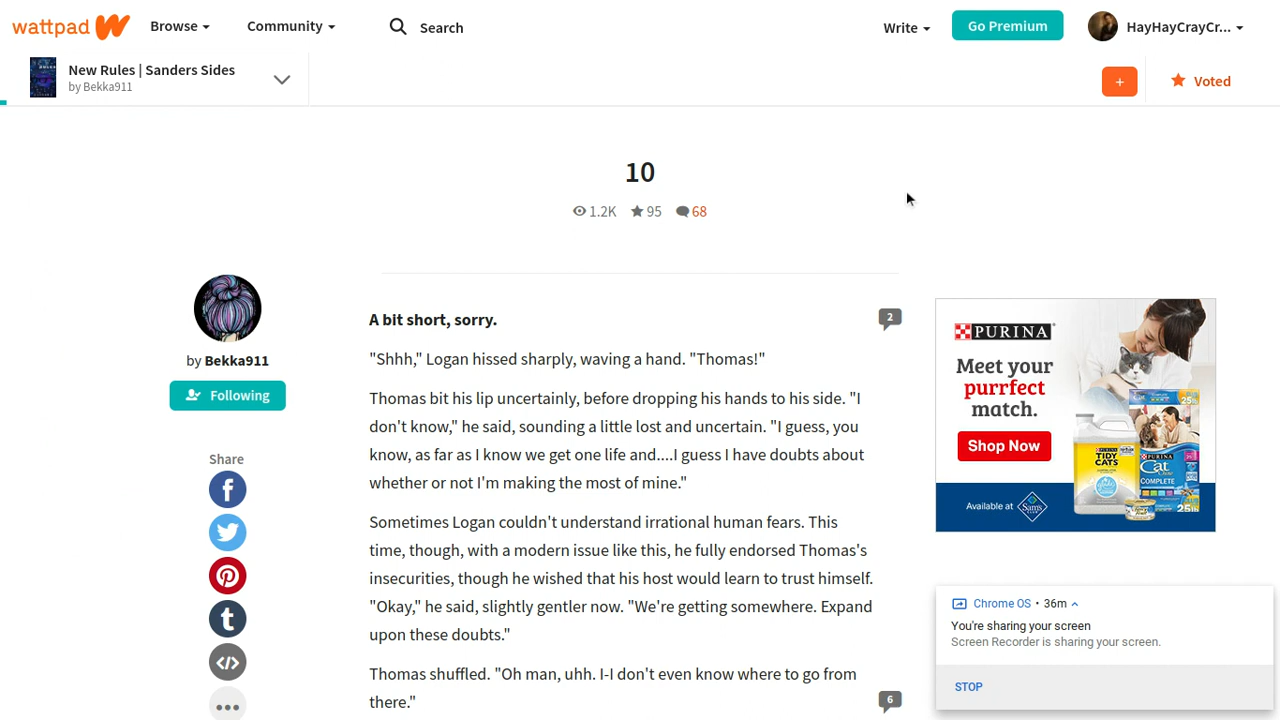 wattpad
Browse
Community
Search
Write
Go Premium
HayHayCrayCr...
New Rules | Sanders Sides
by Bekka911
+
Voted
10
1.2K
95
68
by Bekka911
Following
Share
A bit short, sorry.
2
"Shhh," Logan hissed sharply, waving a hand. "Thomas!"
Thomas bit his lip uncertainly, before dropping his hands to his side. "I
don't know," he said, sounding a little lost and uncertain. "I guess, you
know, as far as I know we get one life and....I guess I have doubts about
whether or not I'm making the most of mine."
Sometimes Logan couldn't understand irrational human fears. This
time, though, with a modern issue like this, he fully endorsed Thomas's
insecurities, though he wished that his host would learn to trust himself.
"Okay," he said, slightly gentler now. "We're getting somewhere. Expand
upon these doubts."
Thomas shuffled. "Oh man, uhh. I-I don't even know where to go from
there."
6
PURINA
Meet your
purrfect
match.
Shop Now
Available at
Sam's
TIDY
CATS
Cat
Chow
COMPLETE
25lb
25lb
Chrome OS • 36m
You're sharing your screen
Screen Recorder is sharing your screen.
STOP